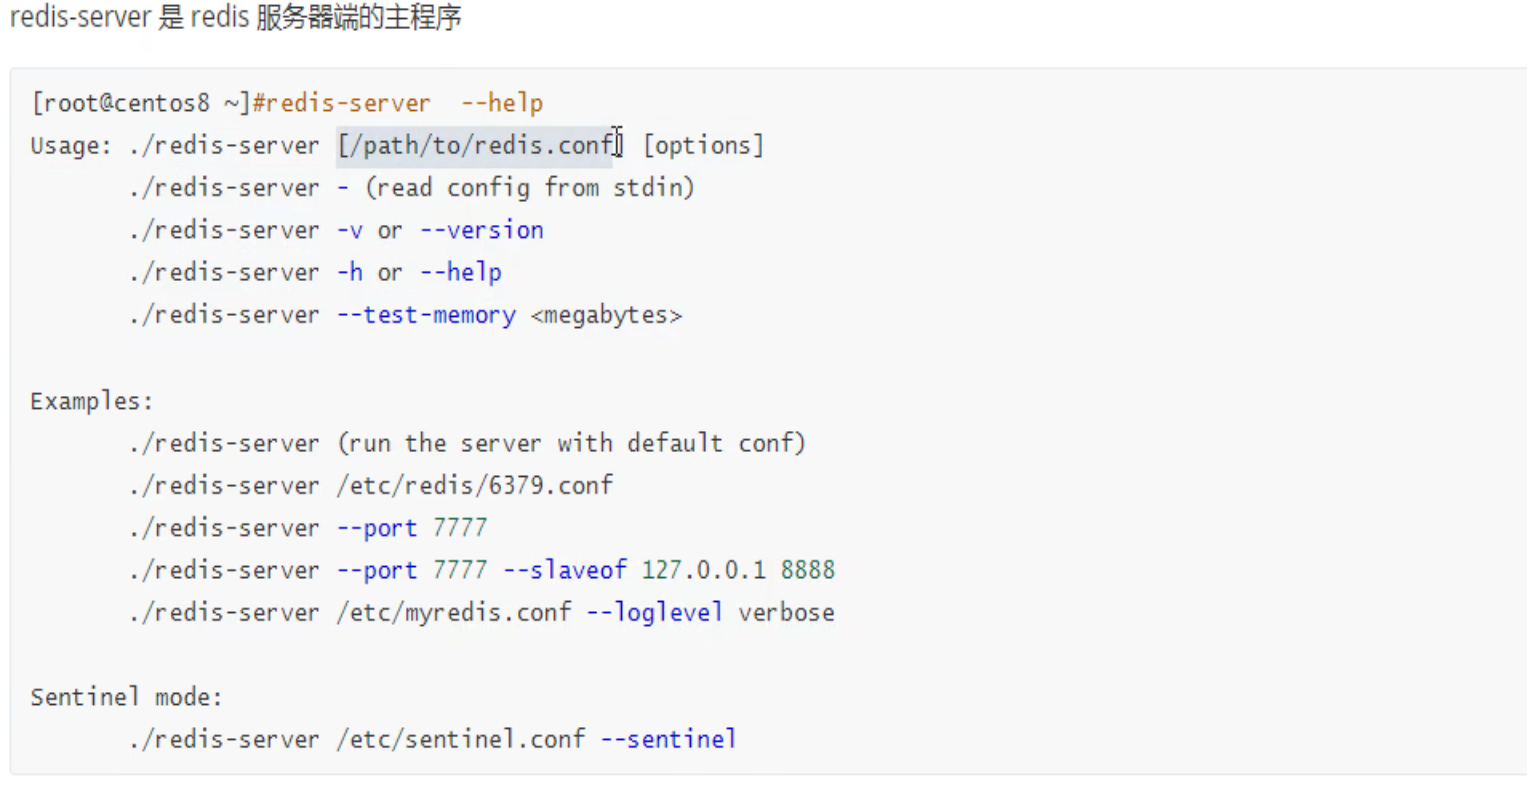 redis-server 是 redis 服务器端的主程序
[root@centos8 ~]#redis-server  --help
Usage: ./redis-server [/path/to/redis.conf] [options]
       ./redis-server - (read config from stdin)
       ./redis-server -v or --version
       ./redis-server -h or --help
       ./redis-server --test-memory <megabytes>
Examples:
       ./redis-server (run the server with default conf)
       ./redis-server /etc/redis/6379.conf
       ./redis-server --port 7777
       ./redis-server --port 7777 --slaveof 127.0.0.1 8888
       ./redis-server /etc/myredis.conf --loglevel verbose
Sentinel mode:
       ./redis-server /etc/sentinel.conf --sentinel